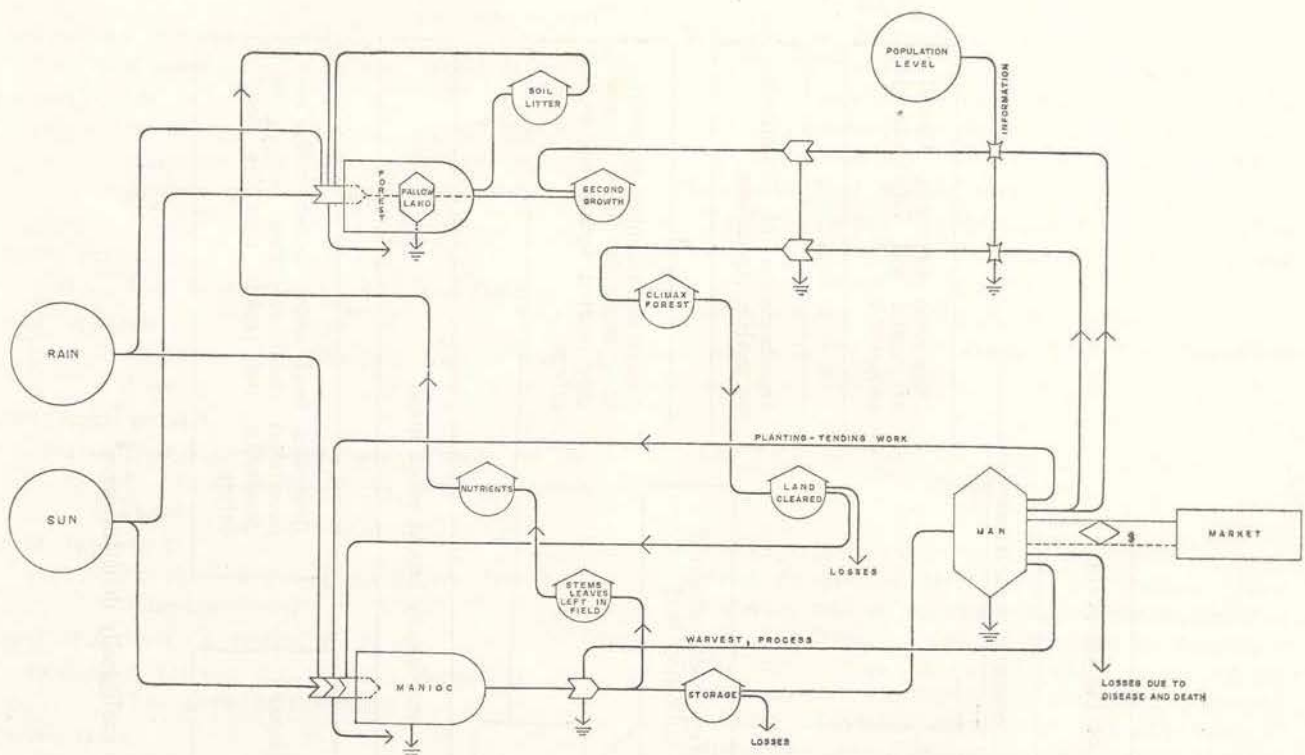 POPULATION
LEVEL
INFORMATION
SOIL
LITTER
FOREST
FALLOW
LAND
SECOND
GROWTH
CLIMAX
FOREST
RAIN
PLANTING-TENDING WORK
NUTRIENTS
LAND
CLEARED
SUN
MAN
$
MARKET
LOSSES
STEMS
LEAVES
LEFT IN
FIELD
WARVEST, PROCESS
MANIOC
STORAGE
LOSSES DUE TO
DISEASE AND DEATH
LOSSES